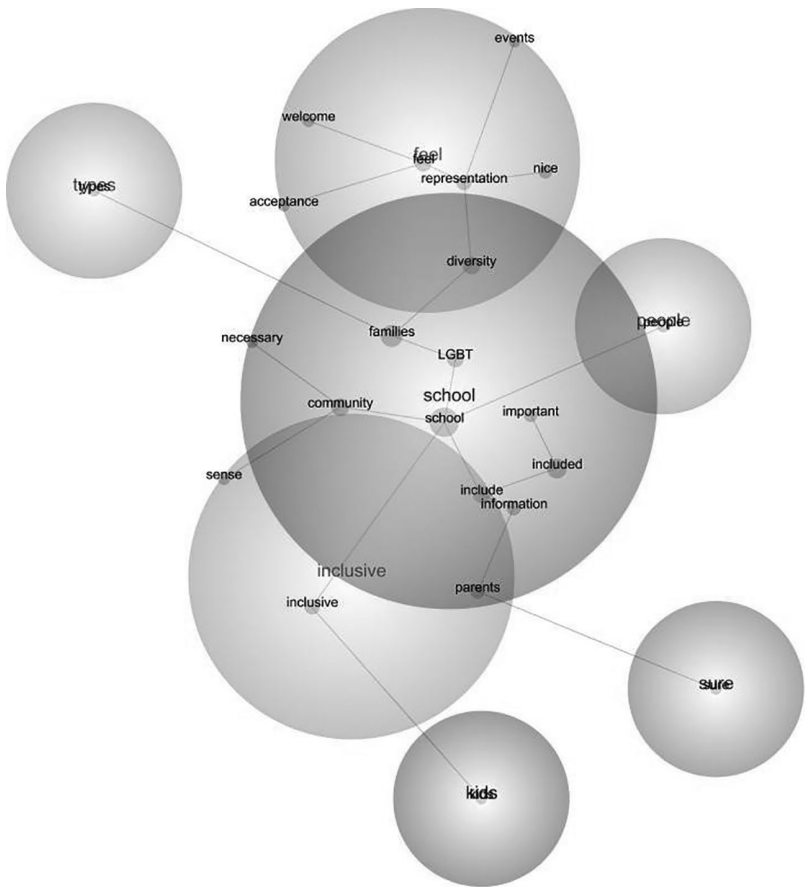 events
welcome
feel
feel
nice
representation
types
types
acceptance
diversity
people
people
families
necessary
LGBT
school
community
school
important
included
sense
include
information
inclusive
parents
inclusive
sure
sure
kids
kids